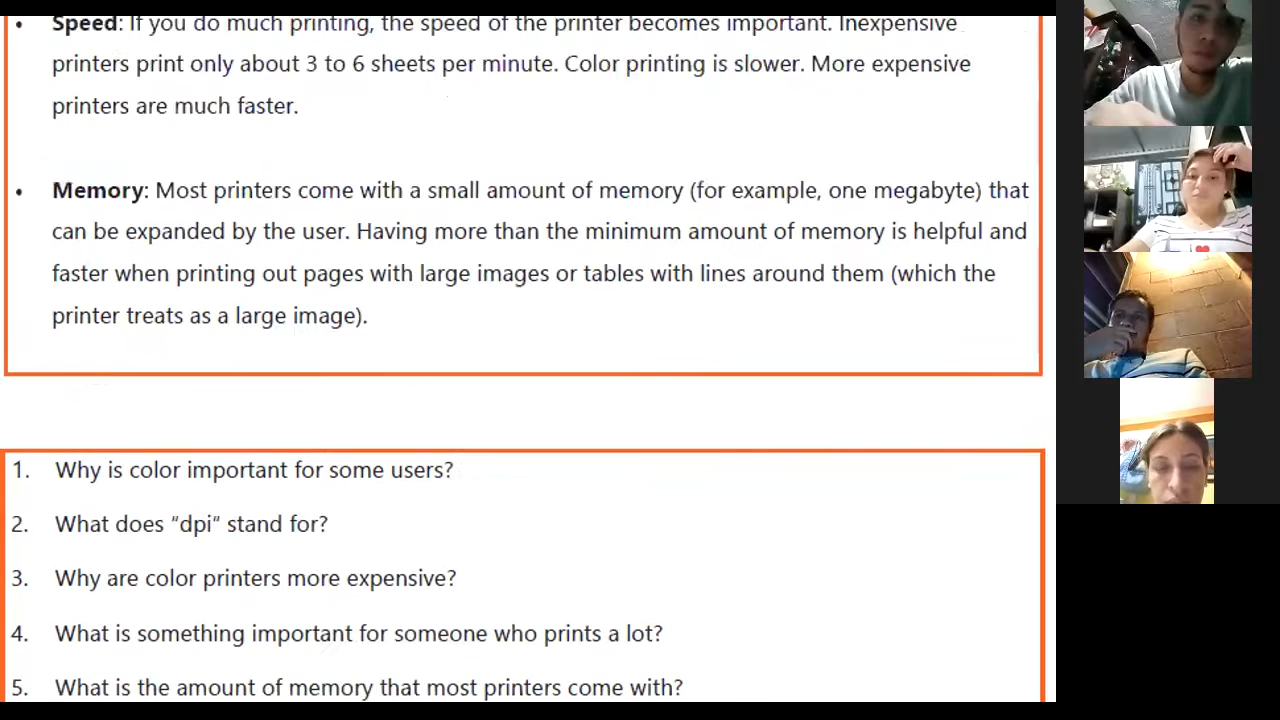 • Speed: If you do much printing, the speed of the printer becomes important. Inexpensive
printers print only about 3 to 6 sheets per minute. Color printing is slower. More expensive
printers are much faster.
• Memory: Most printers come with a small amount of memory (for example, one megabyte) that
can be expanded by the user. Having more than the minimum amount of memory is helpful and
faster when printing out pages with large images or tables with lines around them (which the
printer treats as a large image).
1. Why is color important for some users?
2. What does “dpi” stand for?
3. Why are color printers more expensive?
4. What is something important for someone who prints a lot?
5. What is the amount of memory that most printers come with?